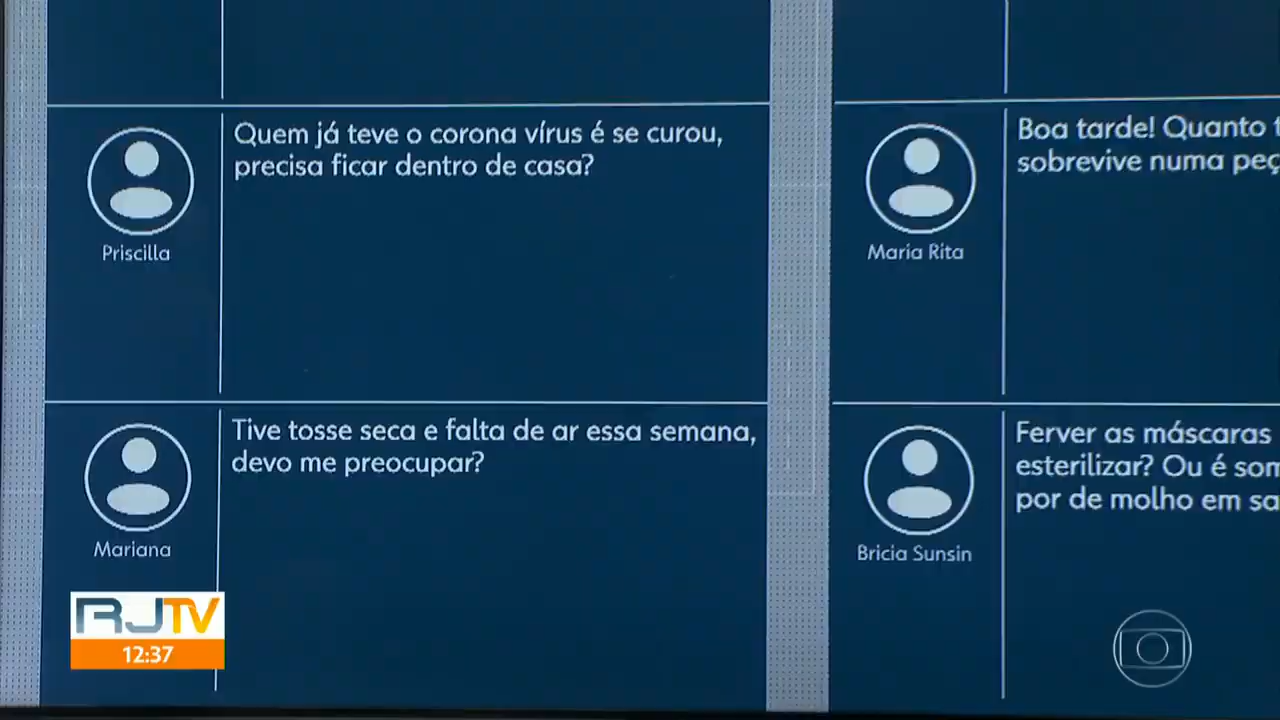 Quem já teve o corona vírus é se curou,
precisa ficar dentro de casa?
Priscilla
Tive tosse seca e falta de ar essa semana,
devo me preocupar?
Mariana
Boa tarde! Quanto
sobrevive numa
Maria Rita
Ferver as máscaras
esterilizar? Ou é
por de molho em
Bricia Sunsin
RJTV
12:37